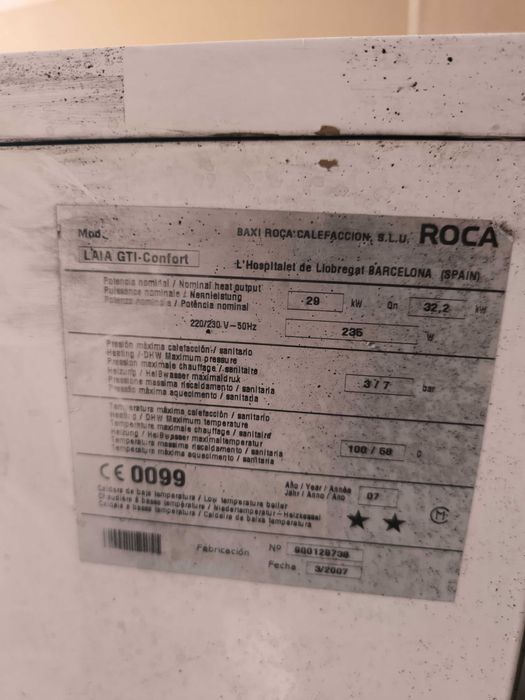 Mod.
BAXI ROCA CALEFACCION, S.L.U. ROCA
LAIA GTI-Confort
L'Hospitalet de Llobregat BARCELONA (SPAIN)
Potencia nominal / Nominal heat output
Puissance nominale / Nennleistung
Potenza nominale / Potência nominal
29 kW Qn 32,2 kW
220/230 V-50Hz 235 W
Presión máxima calefacción / sanitario
Heating / DHW Maximum pressure
Pression maximale chauffage / sanitaire
Heizung / Heißwasser maximaldruk
Pressione massima riscaldamento / sanitaria
Pressão máxima aquecimento / sanitaria
3 / 7 bar
Temperatura máxima calefacción / sanitario
Heating / DHW Maximum temperature
Température maximale chauffage / sanitaire
Heizung / Heißwasser maximaltemperatur
Temperatura massima riscaldamento / sanitaria
Temperatura máxima aquecimento / sanitaria
100 / 68
CE 0099
Año / Year / Année
Jahr / Anno / Ano
07
Caldera de baja temperatura / Low temperature boiler
Chaudière à basse température / Niedertemperatur-Heizkessel
Caldaia a bassa temperatura / Caldeira de baixa temperatura
Fabricación Nº
Fecha 3/2007